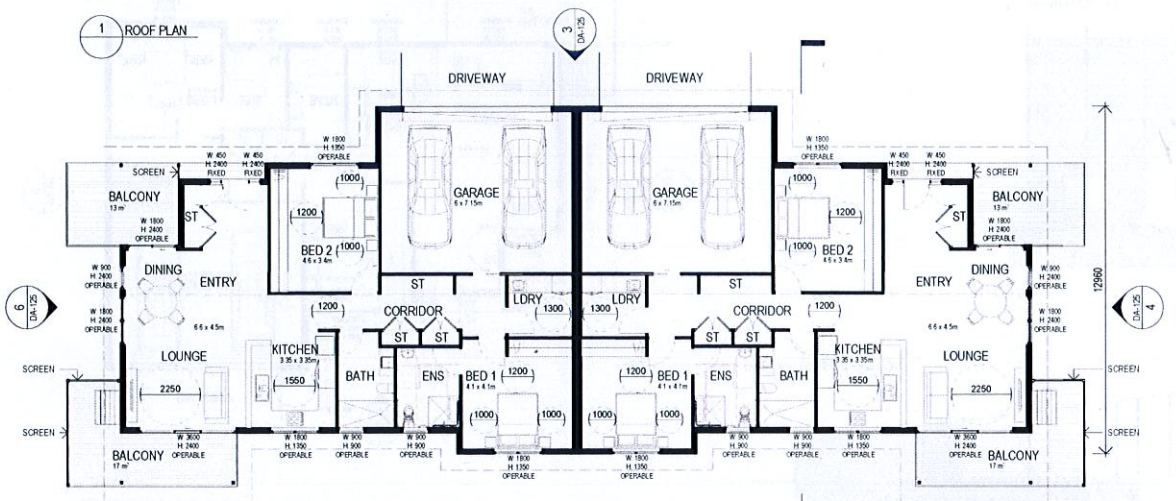 1 ROOF PLAN
3
DA-125
DRIVEWAY
DRIVEWAY
W 1800
H: 1350
OPERABLE
W 1800
H: 1350
OPERABLE
W 450
H: 2400
FIXED
W 450
H: 2400
FIXED
W 450
H: 2400
FIXED
W 450
H: 2400
FIXED
SCREEN
SCREEN
BALCONY
13 m²
ST
W 1800
H: 2400
OPERABLE
(1000)
1200
(1000)
BED 2
4.6 x 3.4m
GARAGE
6 x 7.15m
GARAGE
6 x 7.15m
(1000)
1200
(1000)
BED 2
4.6 x 3.4m
ST
BALCONY
13 m²
W 1800
H: 2400
OPERABLE
DINING
ENTRY
ENTRY
DINING
W 900
H: 2400
OPERABLE
W 900
H: 2400
OPERABLE
6
DA-125
4
DA-125
12960
W 1800
H: 2400
OPERABLE
W 1800
H: 2400
OPERABLE
6.6 x 4.5m
6.6 x 4.5m
ST
LDRY
LDRY
ST
(1200)
CORRIDOR
1300
1300
CORRIDOR
(1200)
ST
ST
ST
ST
LOUNGE
KITCHEN
3.35 x 3.35m
BATH
ENS
BED 1
4.1 x 4.1m
BED 1
4.1 x 4.1m
ENS
BATH
KITCHEN
3.35 x 3.35m
LOUNGE
SCREEN
SCREEN
2250
1550
1200
1200
1550
2250
1000
1000
1000
1000
SCREEN
SCREEN
BALCONY
17 m²
W 3600
H: 2400
OPERABLE
W 1800
H: 1350
OPERABLE
W 900
H: 900
OPERABLE
W 900
H: 900
OPERABLE
W 1800
H: 1350
OPERABLE
W 1800
H: 1350
OPERABLE
W 900
H: 900
OPERABLE
W 900
H: 900
OPERABLE
W 1800
H: 1350
OPERABLE
W 3600
H: 2400
OPERABLE
BALCONY
17 m²